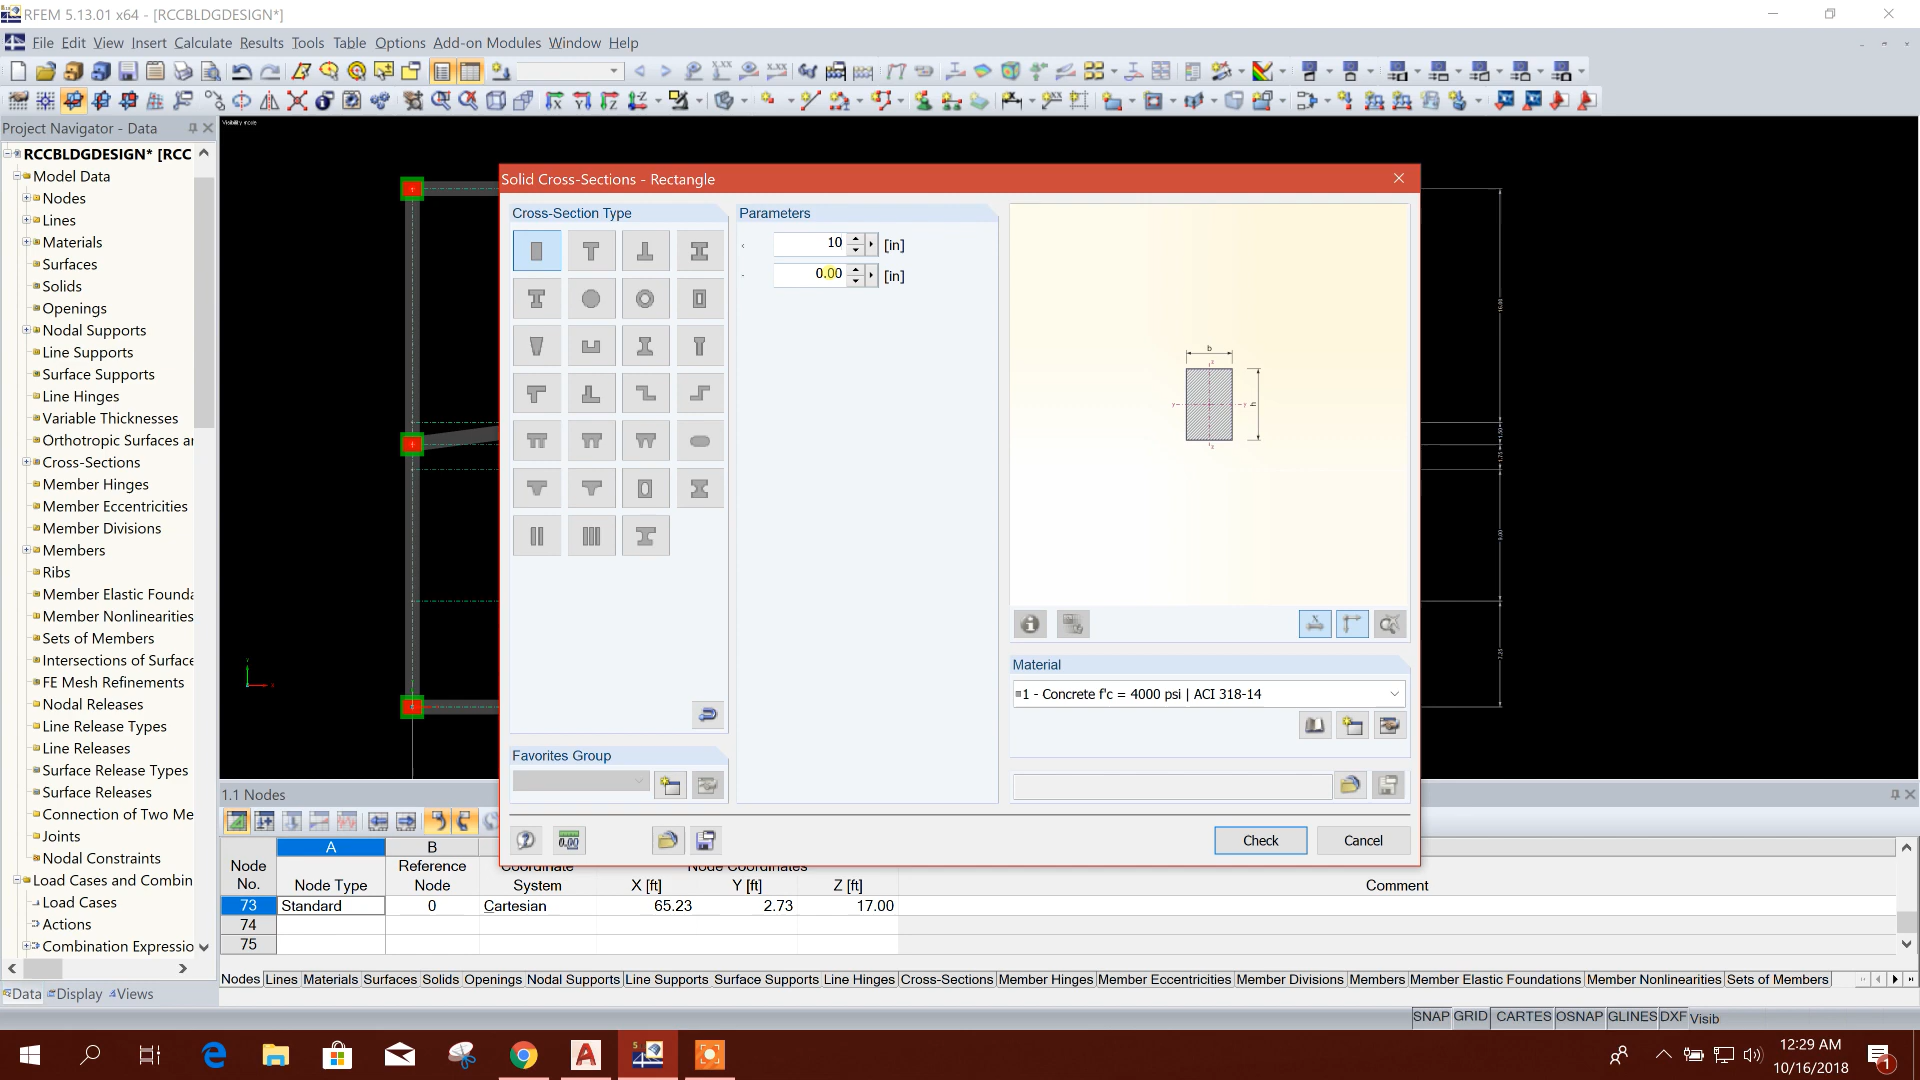 RFEM 5.13.01 x64 - [RCCBLDGDESIGN*]
File Edit View Insert Calculate Results Tools Table Options Add-on Modules Window Help
Project Navigator - Data
RCCBLDGDESIGN* [RCC
Model Data
Nodes
Lines
Materials
Surfaces
Solids
Openings
Nodal Supports
Line Supports
Surface Supports
Line Hinges
Variable Thicknesses
Orthotropic Surfaces ar
Cross-Sections
Member Hinges
Member Eccentricities
Member Divisions
Members
Ribs
Member Elastic Founda
Member Nonlinearities
Sets of Members
Intersections of Surface
FE Mesh Refinements
Nodal Releases
Line Release Types
Line Releases
Surface Release Types
Surface Releases
Connection of Two Me
Joints
Nodal Constraints
Load Cases and Combin
Load Cases
Actions
Combination Expressio
Data Display Views
Visibility mode
Solid Cross-Sections - Rectangle
Cross-Section Type
Parameters
10 [in]
0.00 [in]
b
h
y y
z
z
Material
1 - Concrete f'c = 4000 psi | ACI 318-14
Favorites Group
0.00
Check Cancel
1.1 Nodes
A B
Node No.
Node Type
Reference Node
Coordinate System
Node Coordinates
X [ft] Y [ft] Z [ft]
Comment
73 Standard 0 Cartesian 65.23 2.73 17.00
74
75
Nodes Lines Materials Surfaces Solids Openings Nodal Supports Line Supports Surface Supports Line Hinges Cross-Sections Member Hinges Member Eccentricities Member Divisions Members Member Elastic Foundations Member Nonlinearities Sets of Members
SNAP GRID CARTES OSNAP GLINES DXF Visib
12:29 AM
10/16/2018
1